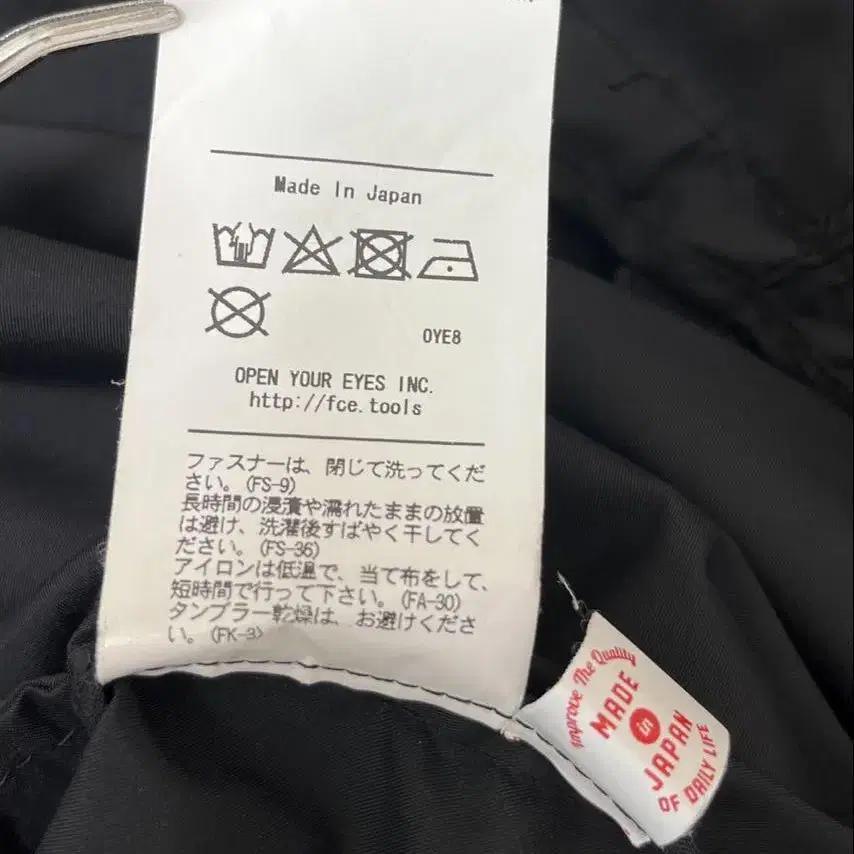 Made In Japan
OYE8
OPEN YOUR EYES INC.
http://fce.tools
ファスナーは、閉じて洗ってくだ
さい。(FS-9)
長時間の浸漬や濡れたままの放置
は避け、洗濯後すばやく干してく
ださい。(FS-36)
アイロンは低温で、当て布をして、
短時間で行って下さい。(FA-30)
タンブラー乾燥は、お避けくださ
い。(FK-3)
Improve The Quality
MADE
in
JAPAN
OF DAILY LIFE